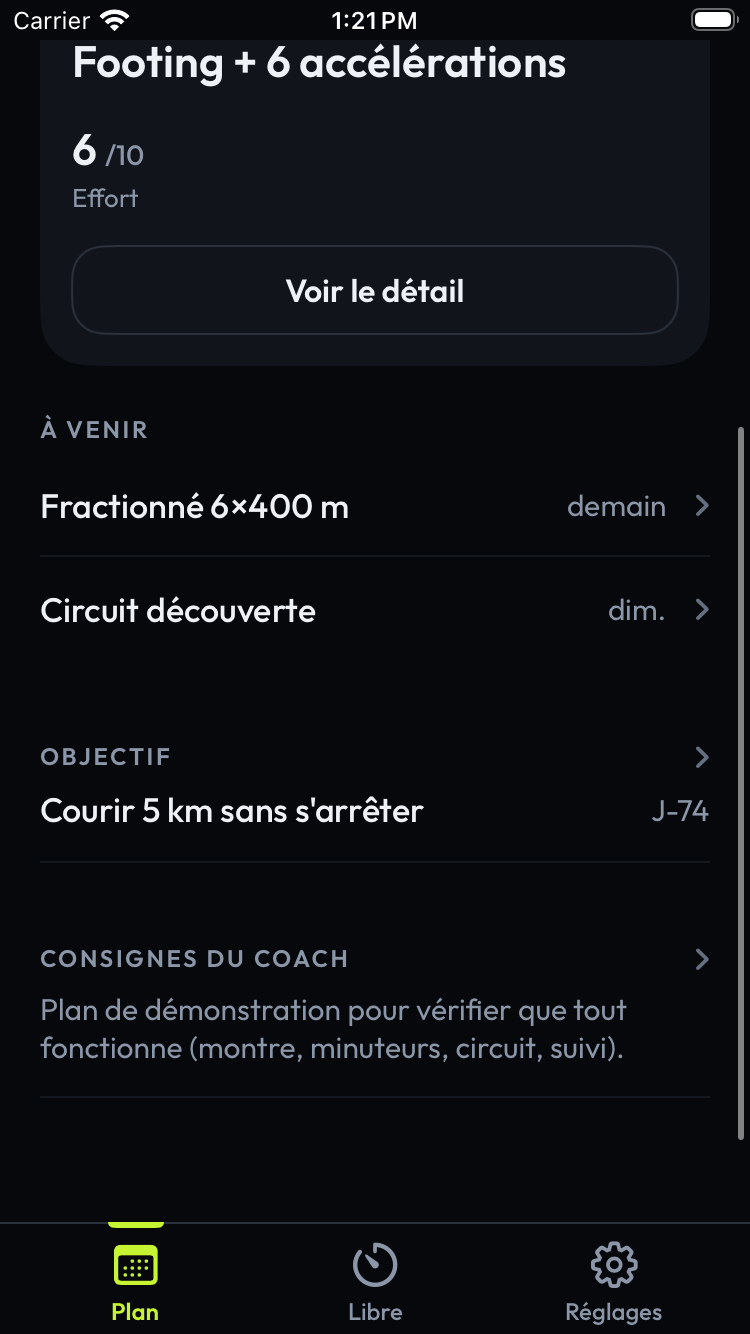 Carrier 1:21 PM
Footing + 6 accélérations
6 /10
Effort
Voir le détail
À VENIR
Fractionné 6×400 m demain
Circuit découverte dim.
OBJECTIF
Courir 5 km sans s'arrêter J-74
CONSIGNES DU COACH
Plan de démonstration pour vérifier que tout
fonctionne (montre, minuteurs, circuit, suivi).
Plan Libre Réglages